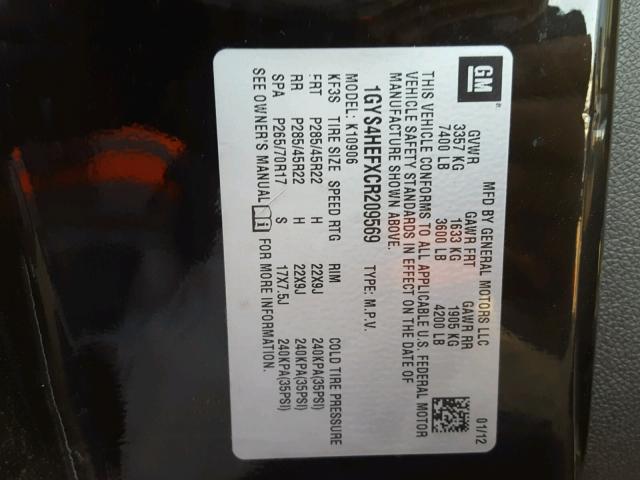 GM
MFD BY GENERAL MOTORS LLC 01/12
GVWR GAWR FRT GAWR RR
3357 KG 1633 KG 1905 KG
7400 LB 3600 LB 4200 LB
THIS VEHICLE CONFORMS TO ALL APPLICABLE U.S. FEDERAL MOTOR
VEHICLE SAFETY STANDARDS IN EFFECT ON THE DATE OF
MANUFACTURE SHOWN ABOVE.
1GYS4HEFXCR209569 TYPE: M.P.V.
MODEL: K10906
KF3S TIRE SIZE SPEED RTG RIM COLD TIRE PRESSURE
FRT P285/45R22 H 22X9J 240KPA(35PSI)
RR P285/45R22 H 22X9J 240KPA(35PSI)
SPA P265/70R17 S 17X7.5J 240KPA(35PSI)
SEE OWNER'S MANUAL FOR MORE INFORMATION.